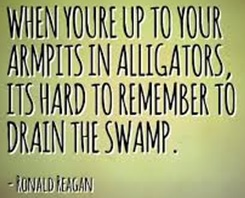 WHEN YOURE UP TO YOUR
ARMPITS IN ALLIGATORS,
ITS HARD TO REMEMBER TO
DRAIN THE SWAMP.
- RONALD REAGAN